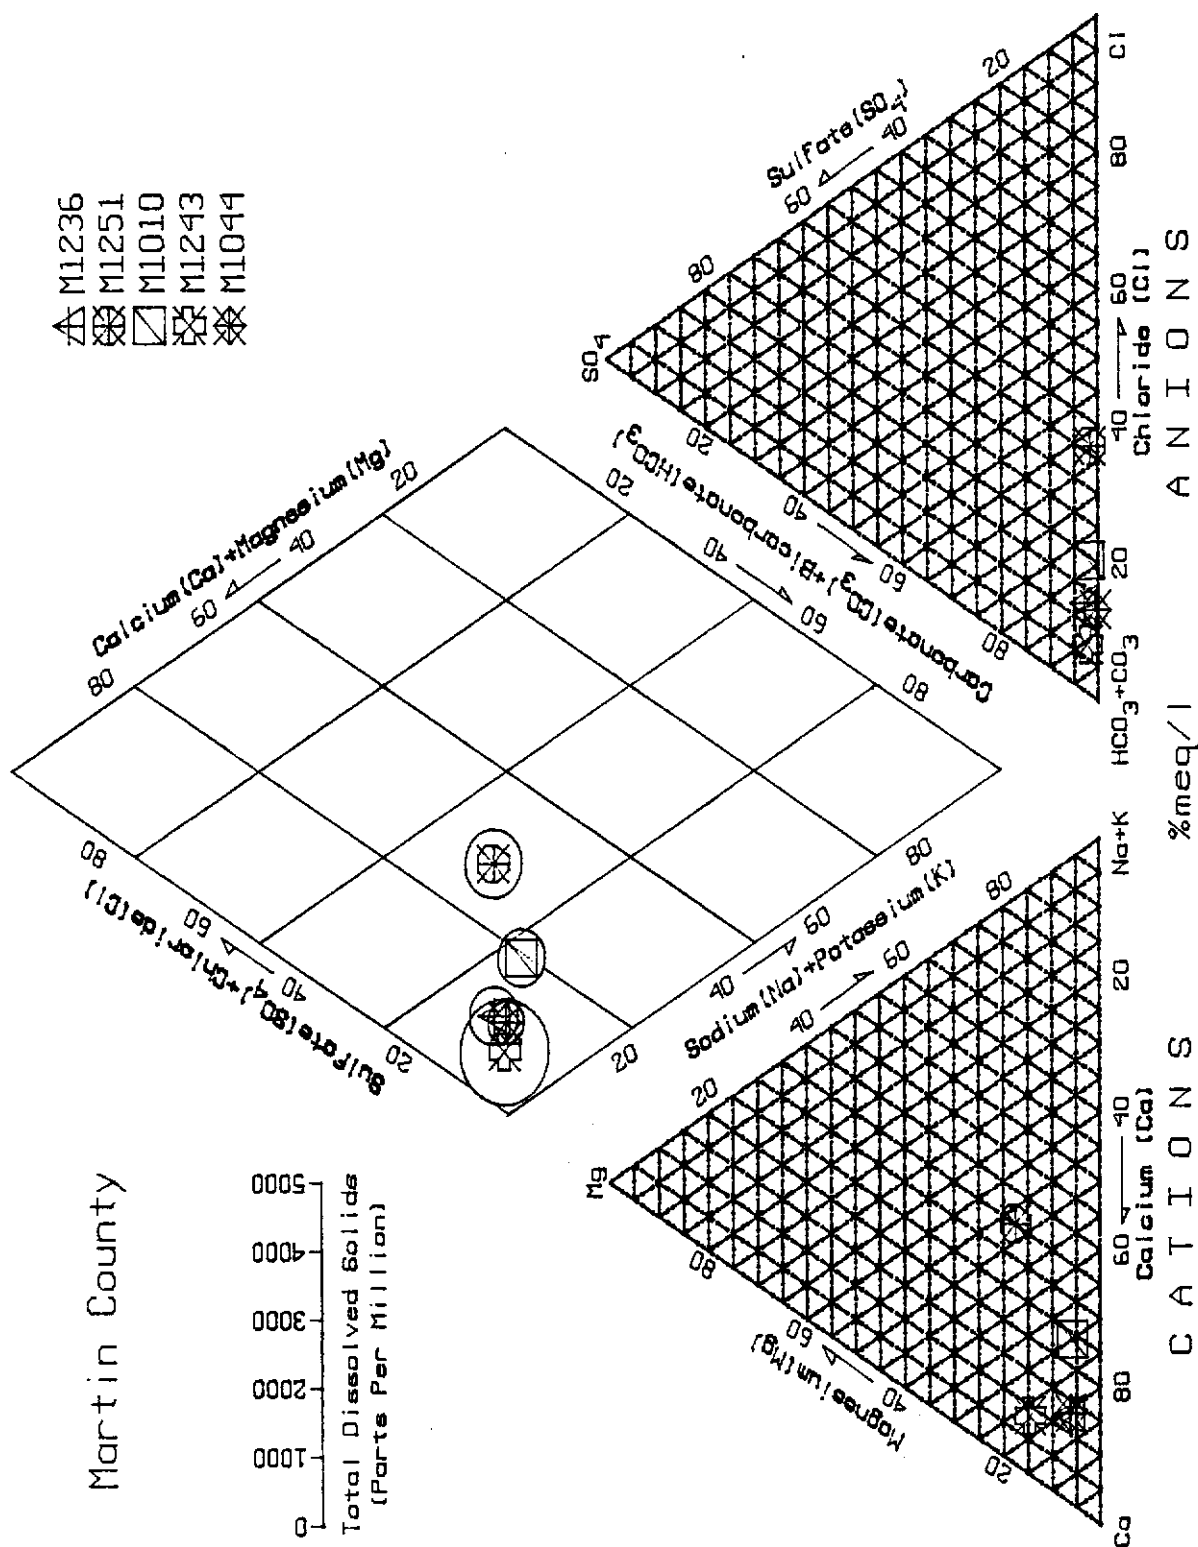 Martin County
0 1000 2000 3000 4000 5000
Total Dissolved Solids
(Parts Per Million)
M1236
M1251
M1010
M1243
M1044
Sulfate(SO4)+Chloride(Cl)
20 40 60 80
Calcium(Ca)+Magnesium(Mg)
80 60 40 20
Sodium(Na)+Potassium(K)
20 40 60 80
Carbonate(CO3)+Bicarbonate(HCO3)
20 40 60 80
Mg
Magnesium(Mg)
20 40 60 80
20 40 60 80
Ca 80 60 40 20 Na+K
Calcium (Ca)
CATIONS
%meq/l
SO4
20 40 60 80
Sulfate(SO4)
80 60 40 20
HCO3+CO3 20 40 60 80 Cl
Chloride (Cl)
ANIONS